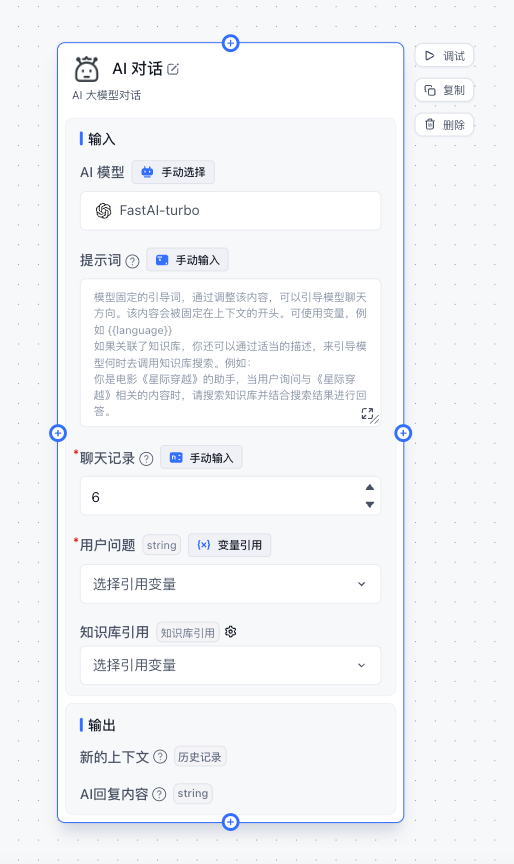 AI 对话
AI 大模型对话
调试
复制
删除
输入
AI 模型 手动选择
FastAI-turbo
提示词 ? 手动输入
模型固定的引导词，通过调整该内容，可以引导模型聊天
方向。该内容会被固定在上下文的开头。可使用变量，例
如 {{language}}
如果关联了知识库，你还可以通过适当的描述，来引导模
型何时去调用知识库搜索。例如：
你是电影《星际穿越》的助手，当用户询问与《星际穿
越》相关的内容时，请搜索知识库并结合搜索结果进行回
答。
*聊天记录 ? 手动输入
6
*用户问题 string (x) 变量引用
选择引用变量
知识库引用 知识库引用
选择引用变量
输出
新的上下文 ? 历史记录
AI回复内容 ? string